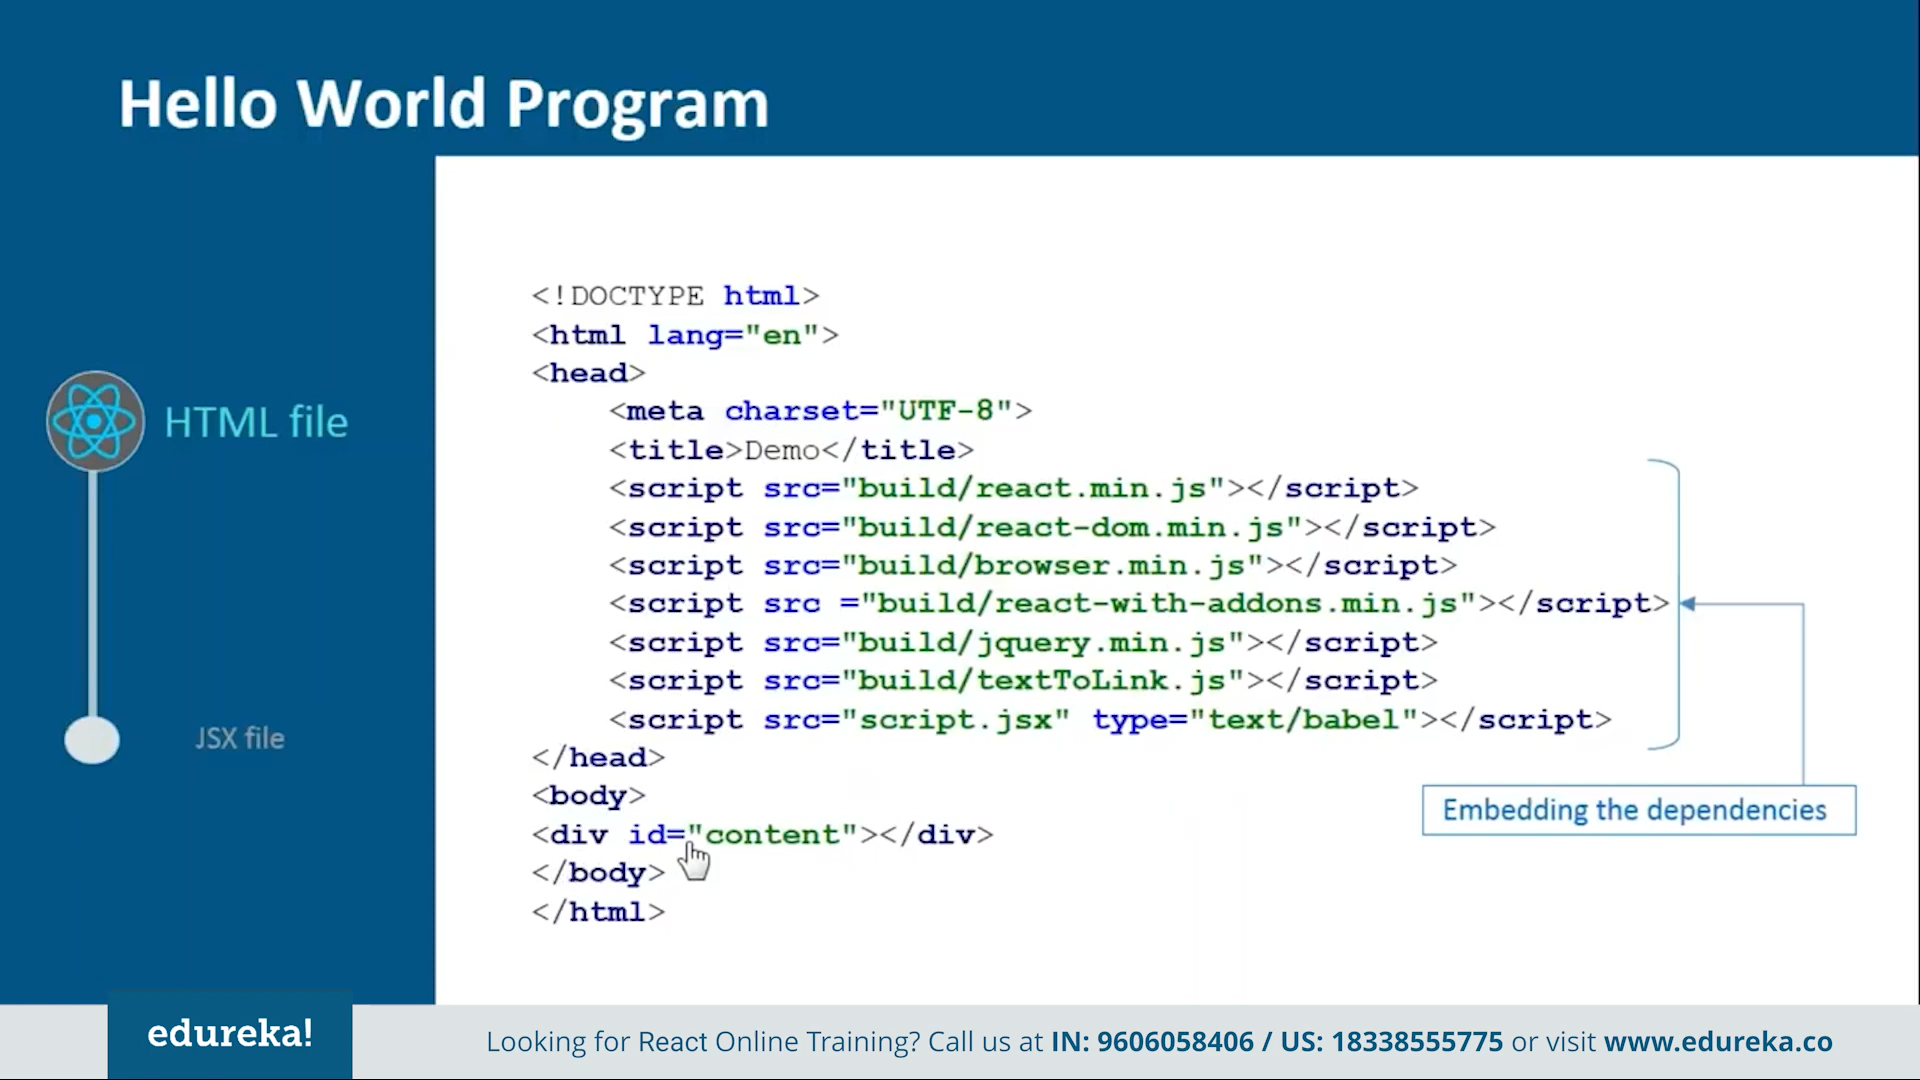 Hello World Program
HTML file
JSX file
<!DOCTYPE html>
<html lang="en">
<head>
<meta charset="UTF-8">
<title>Demo</title>
<script src="build/react.min.js"></script>
<script src="build/react-dom.min.js"></script>
<script src="build/browser.min.js"></script>
<script src ="build/react-with-addons.min.js"></script>
<script src="build/jquery.min.js"></script>
<script src="build/textToLink.js"></script>
<script src="script.jsx" type="text/babel"></script>
</head>
<body>
<div id="content"></div>
</body>
</html>
Embedding the dependencies
edureka!
Looking for React Online Training? Call us at IN: 9606058406 / US: 18338555775 or visit www.edureka.co